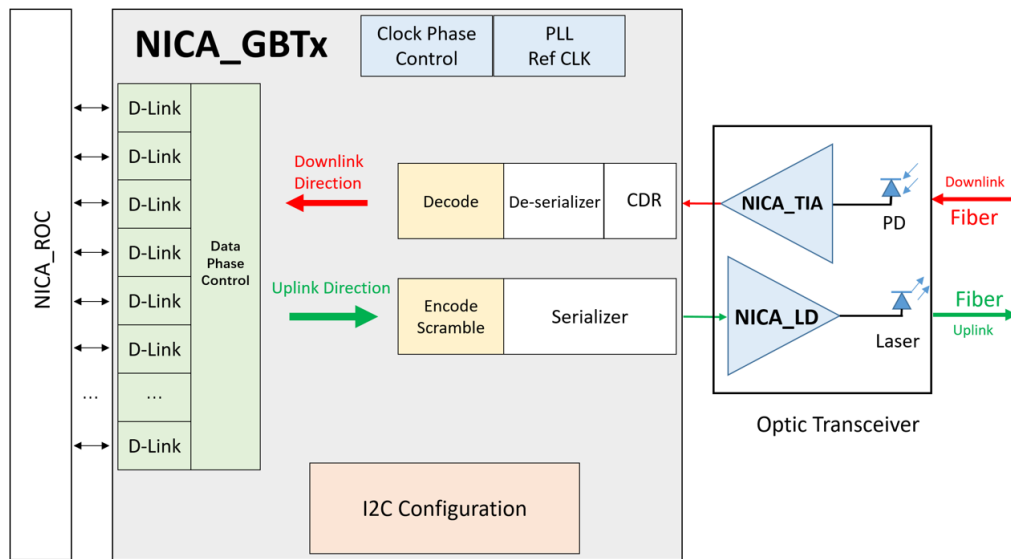 NICA_ROC
...
NICA_GBTx
Clock Phase
Control
PLL
Ref CLK
D-Link
D-Link
D-Link
D-Link
D-Link
D-Link
...
D-Link
Data
Phase
Control
Downlink
Direction
Decode
De-serializer
CDR
Uplink Direction
Encode
Scramble
Serializer
I2C Configuration
NICA_TIA
PD
Downlink
Fiber
NICA_LD
Laser
Fiber
Uplink
Optic Transceiver